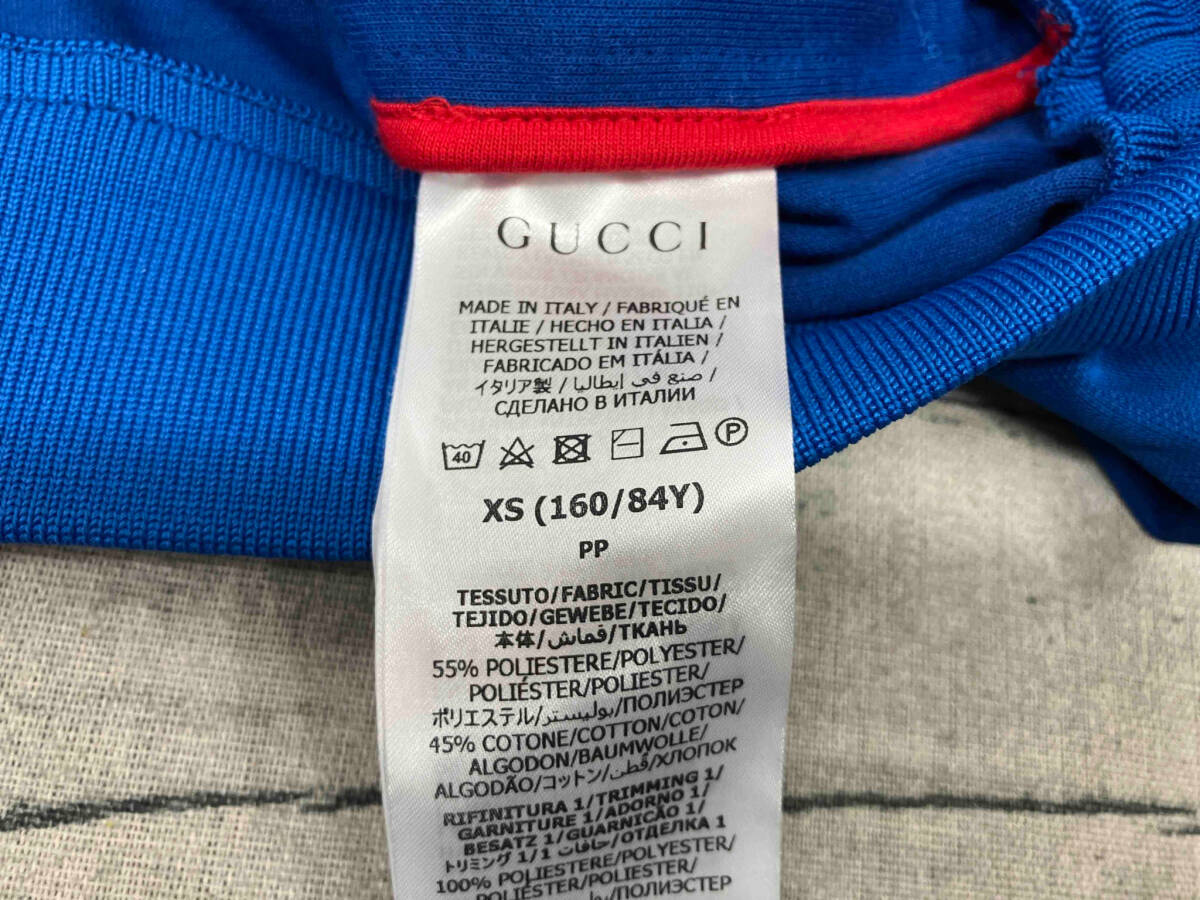 GUCCI
MADE IN ITALY / FABRIQUÉ EN
ITALIE / HECHO EN ITALIA /
HERGESTELLT IN ITALIEN /
FABRICADO EM ITÁLIA /
イタリア製 / صنع في إيطاليا /
СДЕЛАНО В ИТАЛИИ
40 P
XS (160/84Y)
PP
TESSUTO/FABRIC/TISSU/
TEJIDO/GEWEBE/TECIDO/
本体/قماش/ТКАНЬ
55% POLIESTERE/POLYESTER/
POLIÉSTER/POLIESTER/
ポリエステル/بوليستر/ПОЛИЭСТЕР
45% COTONE/COTTON/COTON/
ALGODON/BAUMWOLLE/
ALGODÃO/コットン/قطن/ХЛОПОК
RIFINITURA 1/TRIMMING 1/
GARNITURE 1/ADORNO 1/
BESATZ 1/GUARNICÃO 1/
トリミング 1/حافات 1/ОТДЕЛКА 1
100% POLIESTERE/POLYESTER/
POLIÉSTER/POLIESTER/
بوليستر/ПОЛИЭСТЕР